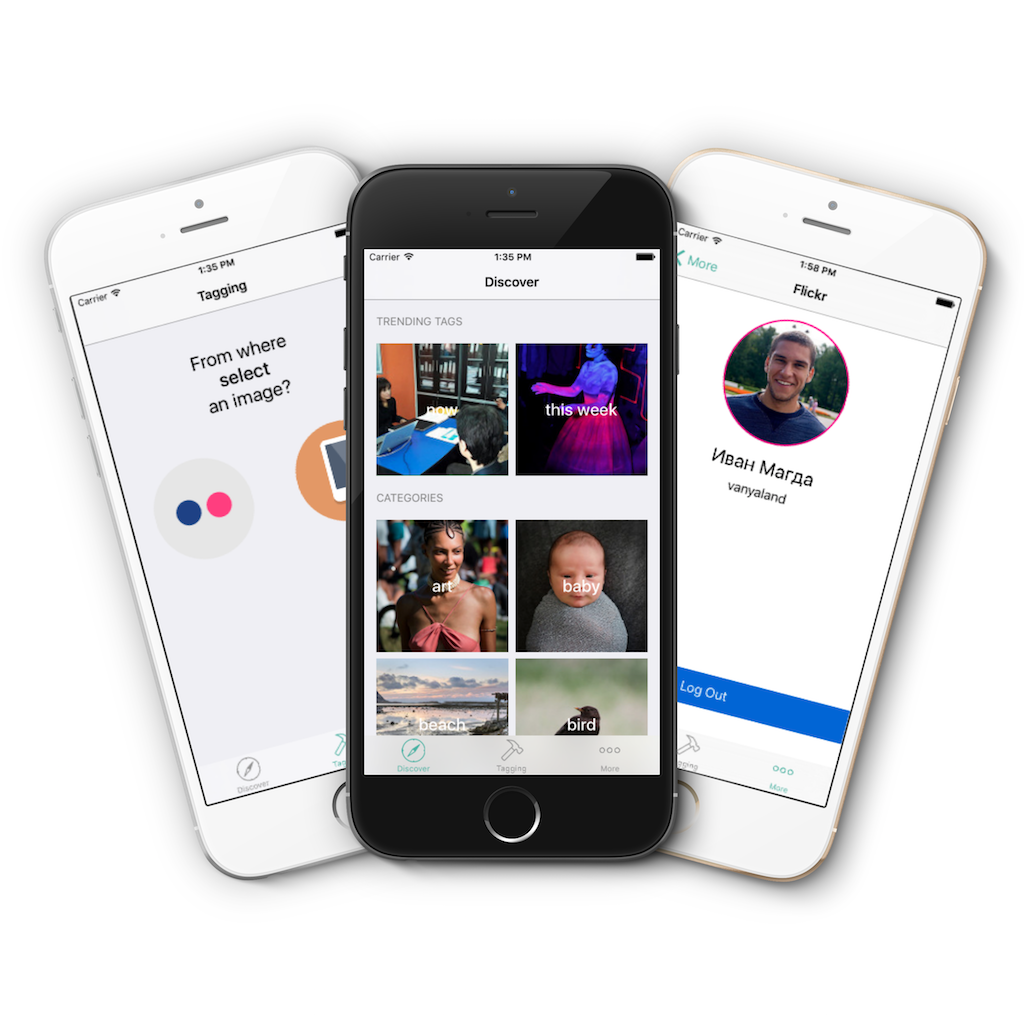 Carrier
1:35 PM
Tagging
From where
select
an image?
Discover
Carrier
1:35 PM
Discover
TRENDING TAGS
now
this week
CATEGORIES
art
baby
beach
bird
Discover
Tagging
More
Carrier
1:58 PM
More
Flickr
Иван Магда
vanyaland
Log Out
More